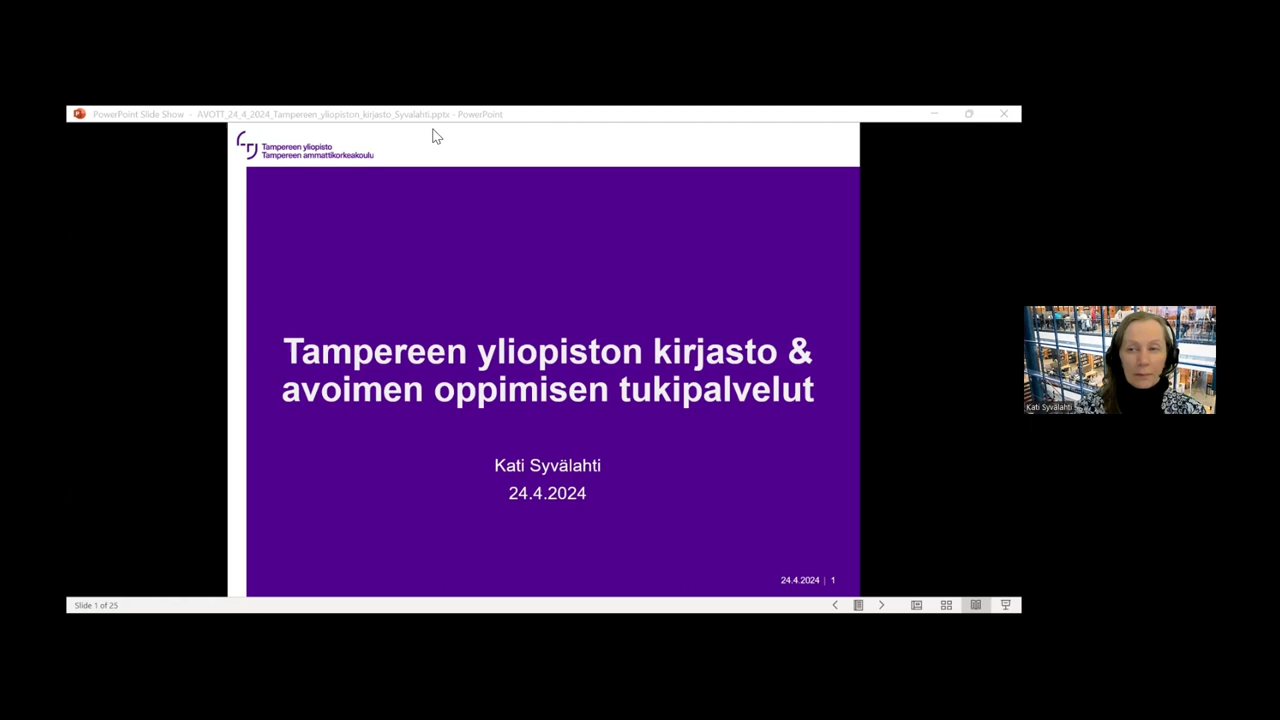 PowerPoint Slide Show - AVOTT_24_4_2024_Tampereen_yliopiston_kirjasto_Syvalahti.pptx - PowerPoint
Tampereen yliopisto
Tampereen ammattikorkeakoulu
Tampereen yliopiston kirjasto &
avoimen oppimisen tukipalvelut
Kati Syvälahti
24.4.2024
24.4.2024 | 1
Kati Syvälahti
Slide 1 of 25